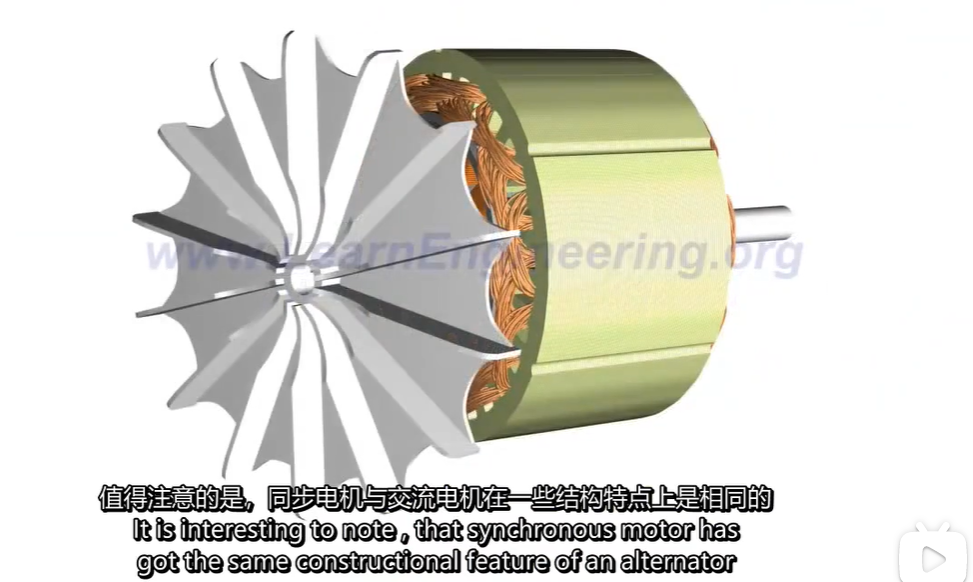 www.LearnEngineering.org
值得注意的是，同步电机与交流电机在一些结构特点上是相同的
It is interesting to note , that synchronous motor has
got the same constructional feature of an alternator